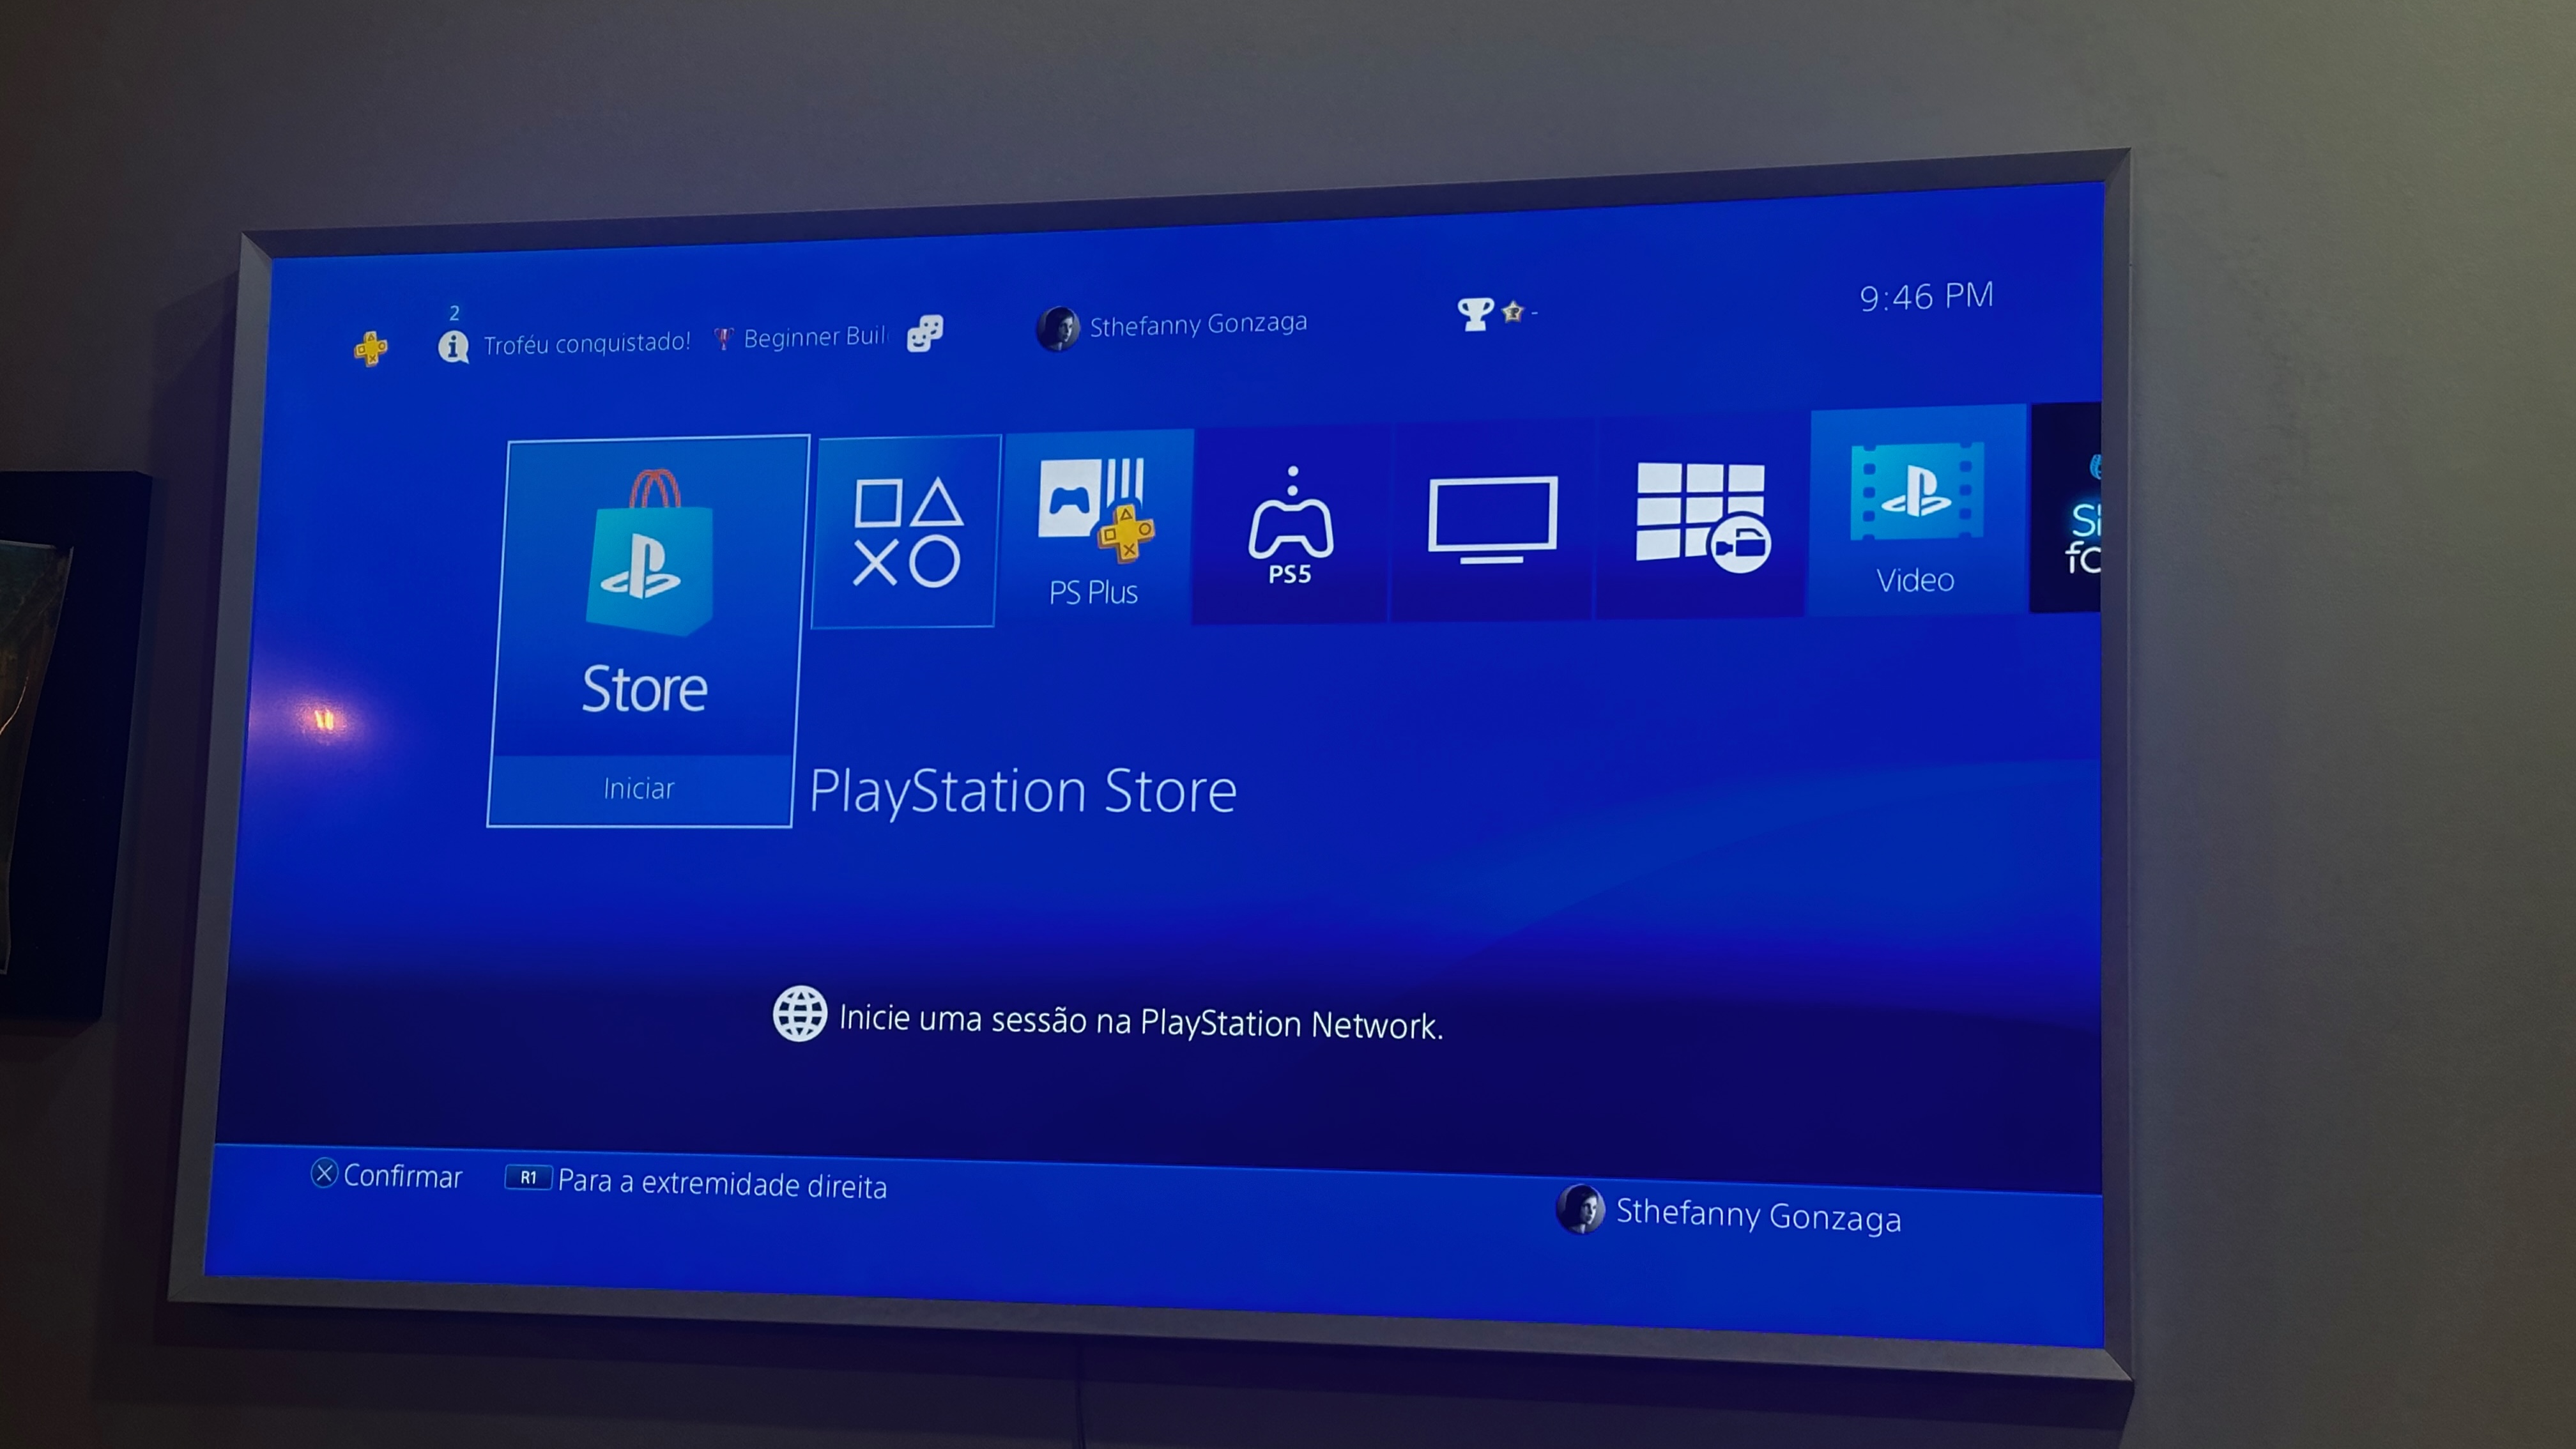 2
Troféu conquistado! Beginner Buil
Sthefanny Gonzaga
-
9:46 PM
PS Plus
PS5
Video
Store
Iniciar
PlayStation Store
Inicie uma sessão na PlayStation Network.
Confirmar
R1 Para a extremidade direita
Sthefanny Gonzaga